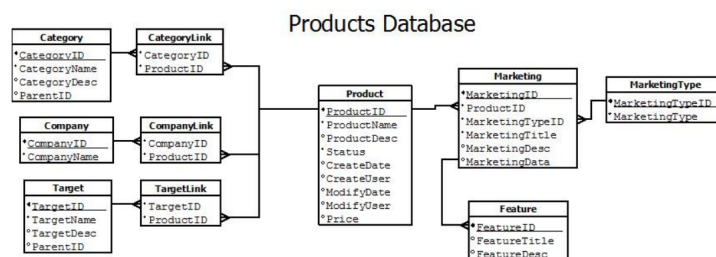 Products Database
Category
CategoryID
CategoryName
CategoryDesc
ParentID
CategoryLink
CategoryID
ProductID
Company
CompanyID
CompanyName
CompanyLink
CompanyID
ProductID
Target
TargetID
TargetName
TargetDesc
ParentID
TargetLink
TargetID
ProductID
Product
ProductID
ProductName
ProductDesc
Status
CreateDate
CreateUser
ModifyDate
ModifyUser
Price
Marketing
MarketingID
ProductID
MarketingTypeID
MarketingTitle
MarketingDesc
MarketingData
MarketingType
MarketingTypeID
MarketingType
Feature
FeatureID
FeatureTitle
FeatureDesc